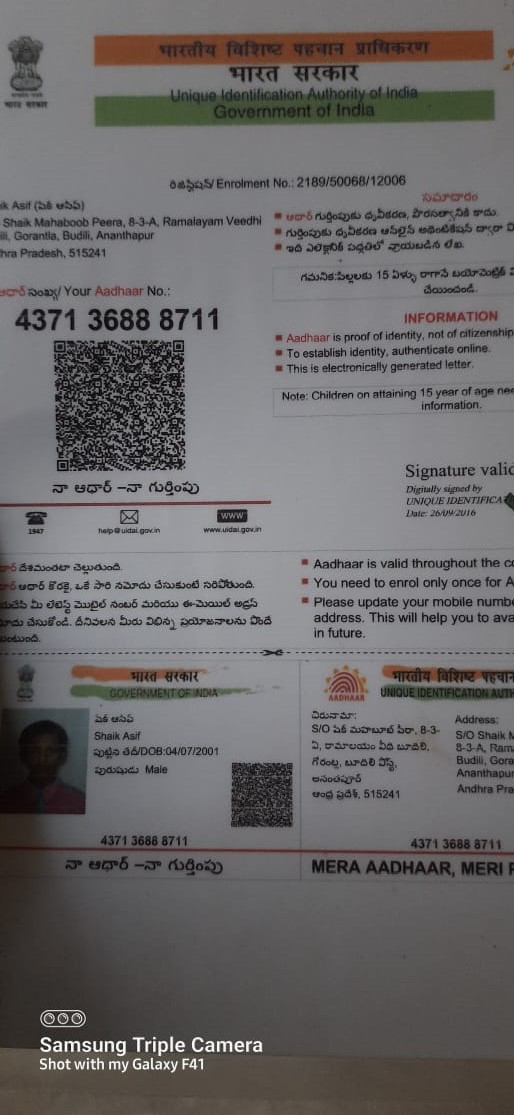 भारतीय विशिष्ट पहचान प्राधिकरण
भारत सरकार
Unique Identification Authority of India
Government of India
भारत सरकार
రిజిస్ట్రేషన్/ Enrolment No.: 2189/50068/12006
ik Asif (షేక్ ఆసిఫ్)
Shaik Mahaboob Peera, 8-3-A, Ramalayam Veedhi
ili, Gorantla, Budili, Ananthapur
hra Pradesh, 515241
ఆధార్ సంఖ్య/ Your Aadhaar No.:
4371 3688 8711
నా ఆధార్ –నా గుర్తింపు
1947
help@uidai.gov.in
www
www.uidai.gov.in
సమాచారం
ఆధార్ గుర్తింపుకు ధృవీకరణ, పౌరసత్వానికి కాదు.
గుర్తింపుకు ధృవీకరణ ఆన్‌లైన్ అథెంటికేషన్ ద్వారా
ఇది ఎలెక్ట్రానిక్ పద్ధతిలో వ్రాయబడిన లేఖ.
గమనిక:పిల్లలకు 15 ఏళ్ళు రాగానే బయోమెట్రిక్
చేయించండి.
INFORMATION
Aadhaar is proof of identity, not of citizenship
To establish identity, authenticate online.
This is electronically generated letter.
Note: Children on attaining 15 year of age nee
information.
Signature valid
Digitally signed by
UNIQUE IDENTIFICA
Date: 26/09/2016
దేశమంతటా చెల్లుతుంది.
ఆధార్ కొరకై, ఒకే సారి నమోదు చేసుకుంటే సరిపోతుంది.
మీ లేటెస్ట్ మొబైల్ నంబర్ మరియు ఈ-మెయిల్ అడ్రస్
చేసుకోండి. దీనివలన మీరు విభిన్న ప్రయోజనాలను పొందే
Aadhaar is valid throughout the co
You need to enrol only once for A
Please update your mobile numbe
address. This will help you to ava
in future.
भारत सरकार
GOVERNMENT OF INDIA
షేక్ ఆసిఫ్
Shaik Asif
పుట్టిన తేదీ/DOB:04/07/2001
పురుషుడు Male
4371 3688 8711
నా ఆధార్ –నా గుర్తింపు
AADHAAR
भारतीय विशिष्ट पहचान
UNIQUE IDENTIFICATION AUTH
చిరునామా:
S/O షేక్ మహబూబ్ పీరా, 8-3-
ఏ, రామాలయం వీధి బూదిలి,
గోరంట్ల, బూదిలి పోస్ట్,
అనంతపూర్
ఆంధ్ర ప్రదేశ్, 515241
Address:
S/O Shaik M
8-3-A, Rama
Budili, Gora
Ananthapur
Andhra Pra
4371 3688 8711
MERA AADHAAR, MERI P
Samsung Triple Camera
Shot with my Galaxy F41